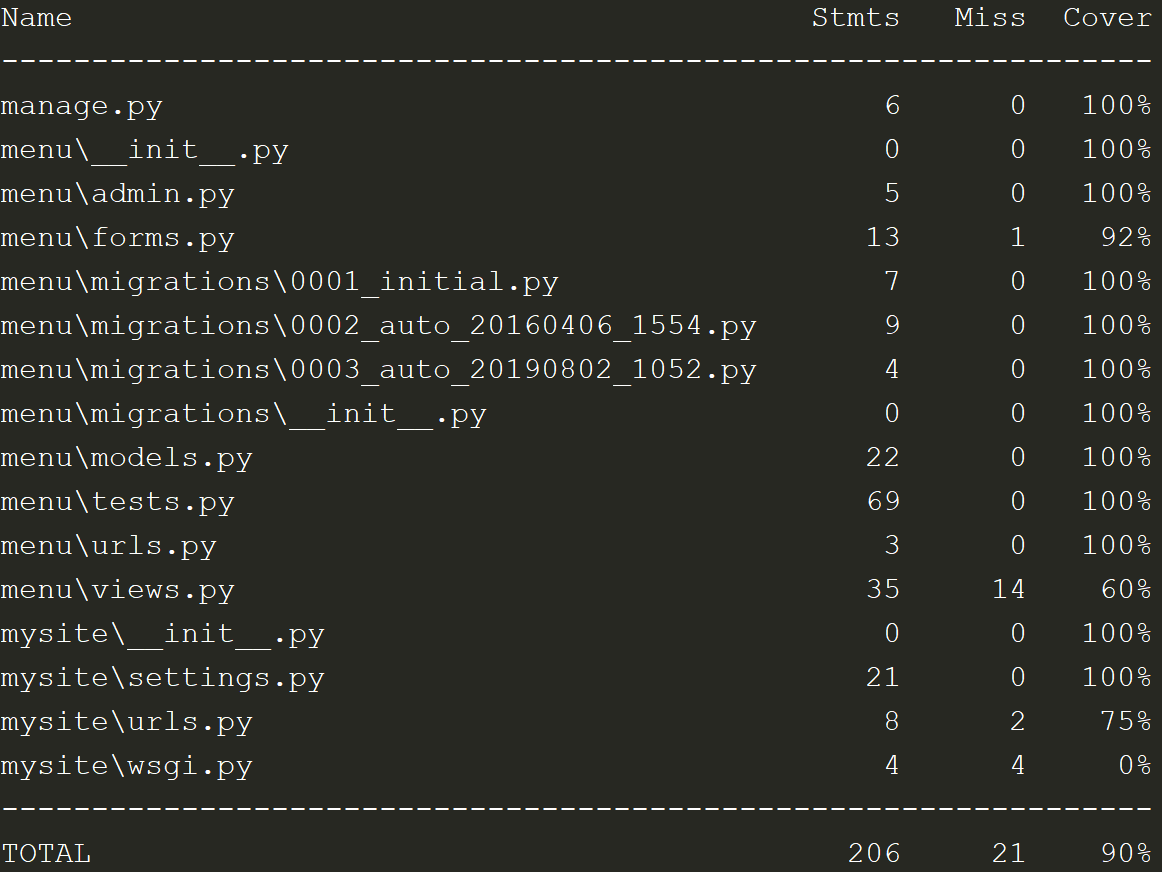 Name Stmts Miss Cover
----------------------------------------------------------------
manage.py 6 0 100%
menu\__init__.py 0 0 100%
menu\admin.py 5 0 100%
menu\forms.py 13 1 92%
menu\migrations\0001_initial.py 7 0 100%
menu\migrations\0002_auto_20160406_1554.py 9 0 100%
menu\migrations\0003_auto_20190802_1052.py 4 0 100%
menu\migrations\__init__.py 0 0 100%
menu\models.py 22 0 100%
menu\tests.py 69 0 100%
menu\urls.py 3 0 100%
menu\views.py 35 14 60%
mysite\__init__.py 0 0 100%
mysite\settings.py 21 0 100%
mysite\urls.py 8 2 75%
mysite\wsgi.py 4 4 0%
----------------------------------------------------------------
TOTAL 206 21 90%